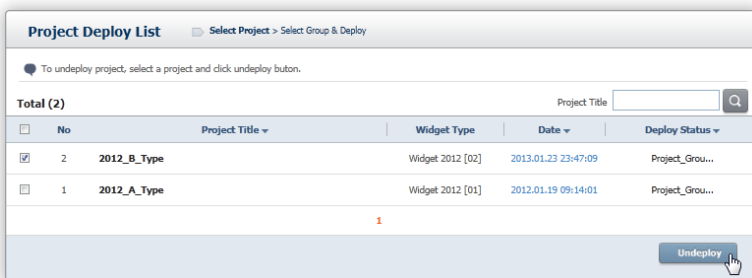 Project Deploy List Select Project > Select Group & Deploy
To undeploy project, select a project and click undeploy buton.
Total (2) Project Title
No Project Title Widget Type Date Deploy Status
2 2012_B_Type Widget 2012 [02] 2013.01.23 23:47:09 Project_Grou...
1 2012_A_Type Widget 2012 [01] 2012.01.19 09:14:01 Project_Grou...
1
Undeploy